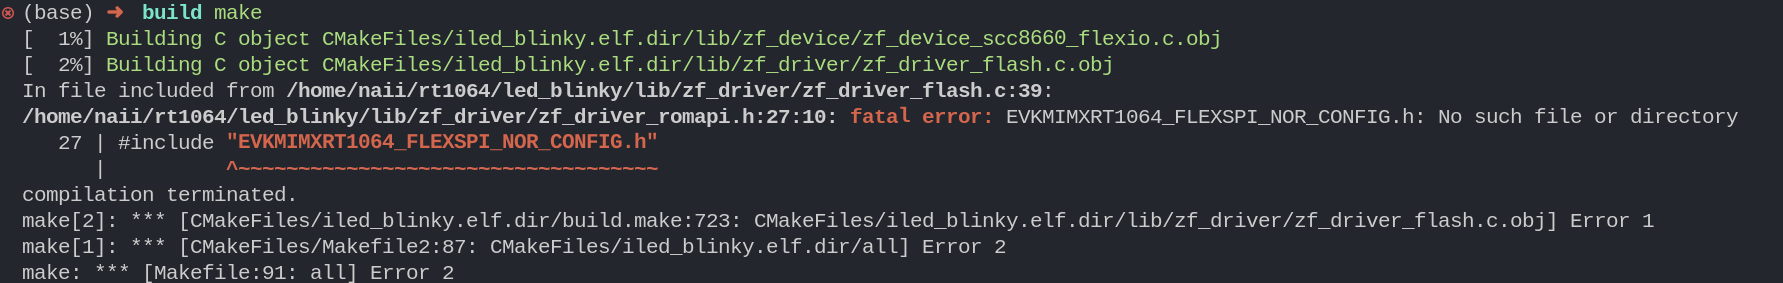 (base) ➜ build make
[  1%] Building C object CMakeFiles/iled_blinky.elf.dir/lib/zf_device/zf_device_scc8660_flexio.c.obj
[  2%] Building C object CMakeFiles/iled_blinky.elf.dir/lib/zf_driver/zf_driver_flash.c.obj
In file included from /home/naii/rt1064/led_blinky/lib/zf_driver/zf_driver_flash.c:39:
/home/naii/rt1064/led_blinky/lib/zf_driver/zf_driver_romapi.h:27:10: fatal error: EVKMIMXRT1064_FLEXSPI_NOR_CONFIG.h: No such file or directory
   27 | #include "EVKMIMXRT1064_FLEXSPI_NOR_CONFIG.h"
      |          ^~~~~~~~~~~~~~~~~~~~~~~~~~~~~~~~~~~~
compilation terminated.
make[2]: *** [CMakeFiles/iled_blinky.elf.dir/build.make:723: CMakeFiles/iled_blinky.elf.dir/lib/zf_driver/zf_driver_flash.c.obj] Error 1
make[1]: *** [CMakeFiles/Makefile2:87: CMakeFiles/iled_blinky.elf.dir/all] Error 2
make: *** [Makefile:91: all] Error 2